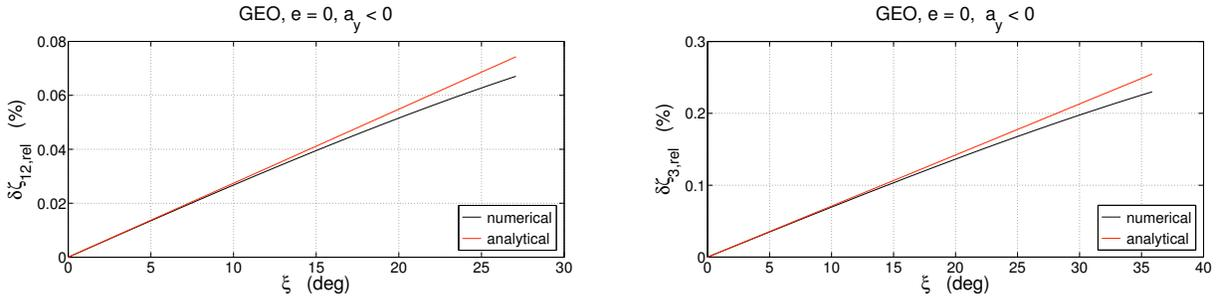 GEO, e = 0, a_y < 0
δζ_12,rel (%)
0.08
0.06
0.04
0.02
0
0 5 10 15 20 25 30
ξ (deg)
numerical
analytical
GEO, e = 0, a_y < 0
δζ_3,rel (%)
0.3
0.2
0.1
0
0 5 10 15 20 25 30 35 40
ξ (deg)
numerical
analytical